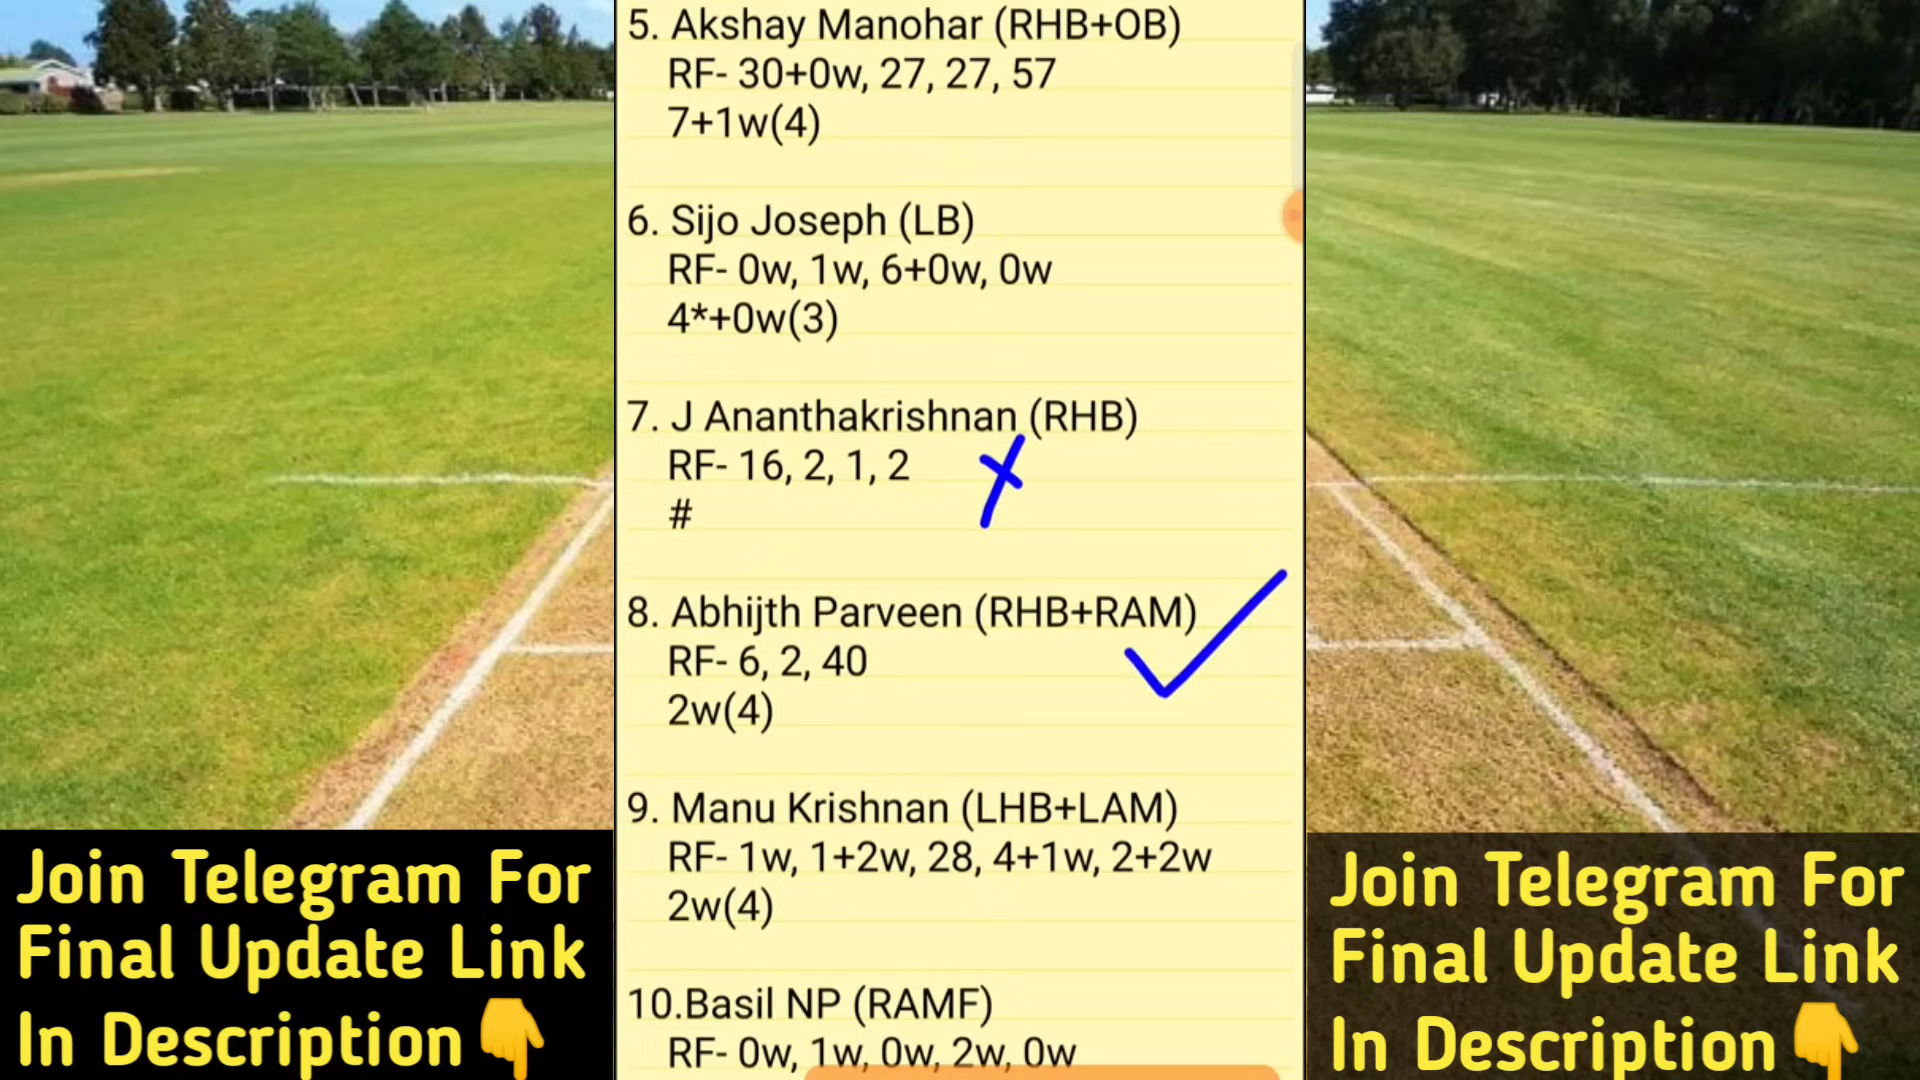 5. Akshay Manohar (RHB+OB)
RF- 30+0w, 27, 27, 57
7+1w(4)
6. Sijo Joseph (LB)
RF- 0w, 1w, 6+0w, 0w
4*+0w(3)
7. J Ananthakrishnan (RHB)
RF- 16, 2, 1, 2
#
8. Abhijth Parveen (RHB+RAM)
RF- 6, 2, 40
2w(4)
9. Manu Krishnan (LHB+LAM)
RF- 1w, 1+2w, 28, 4+1w, 2+2w
2w(4)
10.Basil NP (RAMF)
RF- 0w, 1w, 0w, 2w, 0w
Join Telegram For
Final Update Link
In Description👇
Join Telegram For
Final Update Link
In Description👇